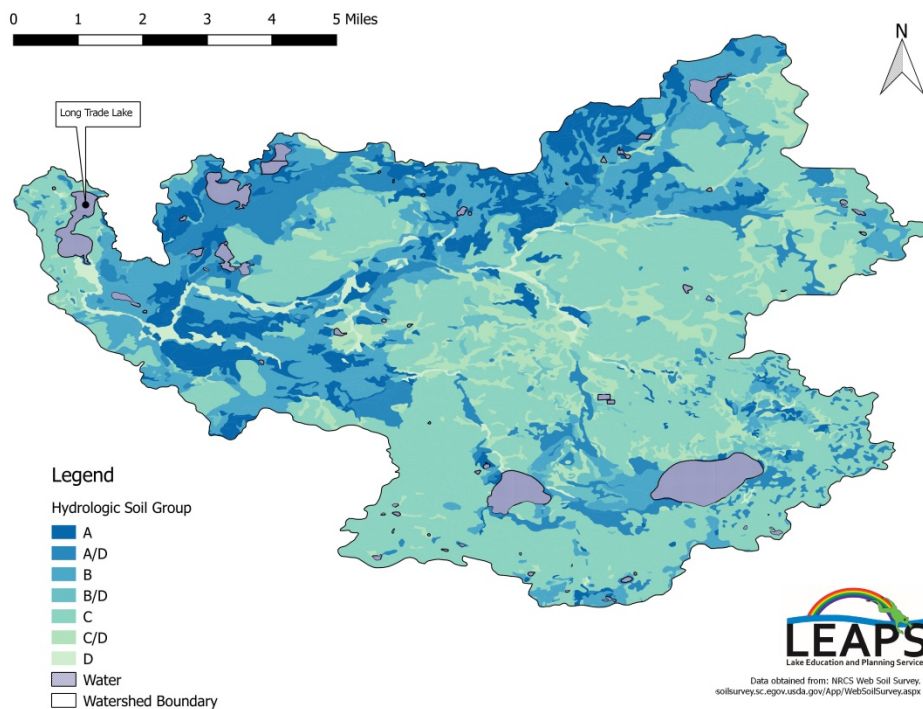 0 1 2 3 4 5 Miles
N
Long Trade Lake
Legend
Hydrologic Soil Group
A
A/D
B
B/D
C
C/D
D
Water
Watershed Boundary
LEAPS
Lake Education and Planning Service
Data obtained from: NRCS Web Soil Survey.
soilsurvey.sc.egov.usda.gov/App/WebSoilSurvey.aspx